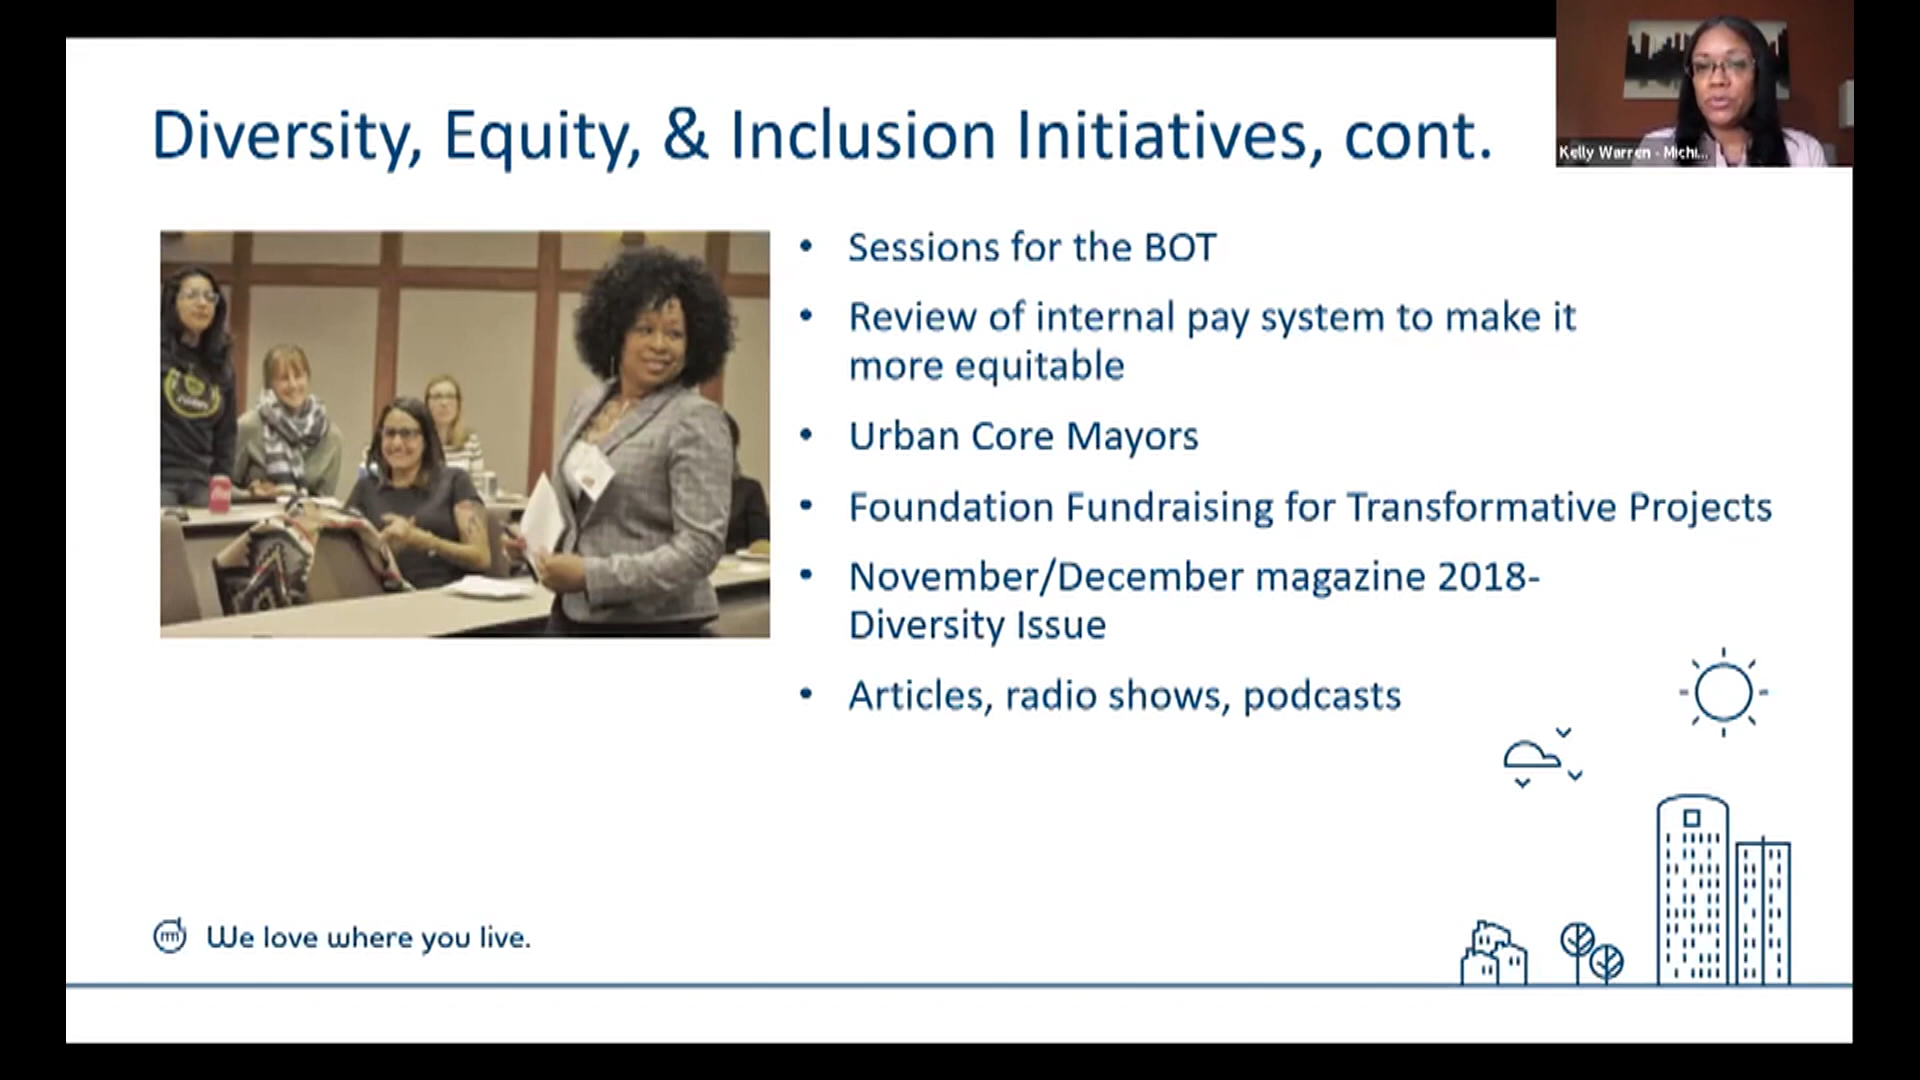 Diversity, Equity, & Inclusion Initiatives, cont.
Kelly Warren - Michi...
• Sessions for the BOT
• Review of internal pay system to make it
more equitable
• Urban Core Mayors
• Foundation Fundraising for Transformative Projects
• November/December magazine 2018-
Diversity Issue
• Articles, radio shows, podcasts
We love where you live.